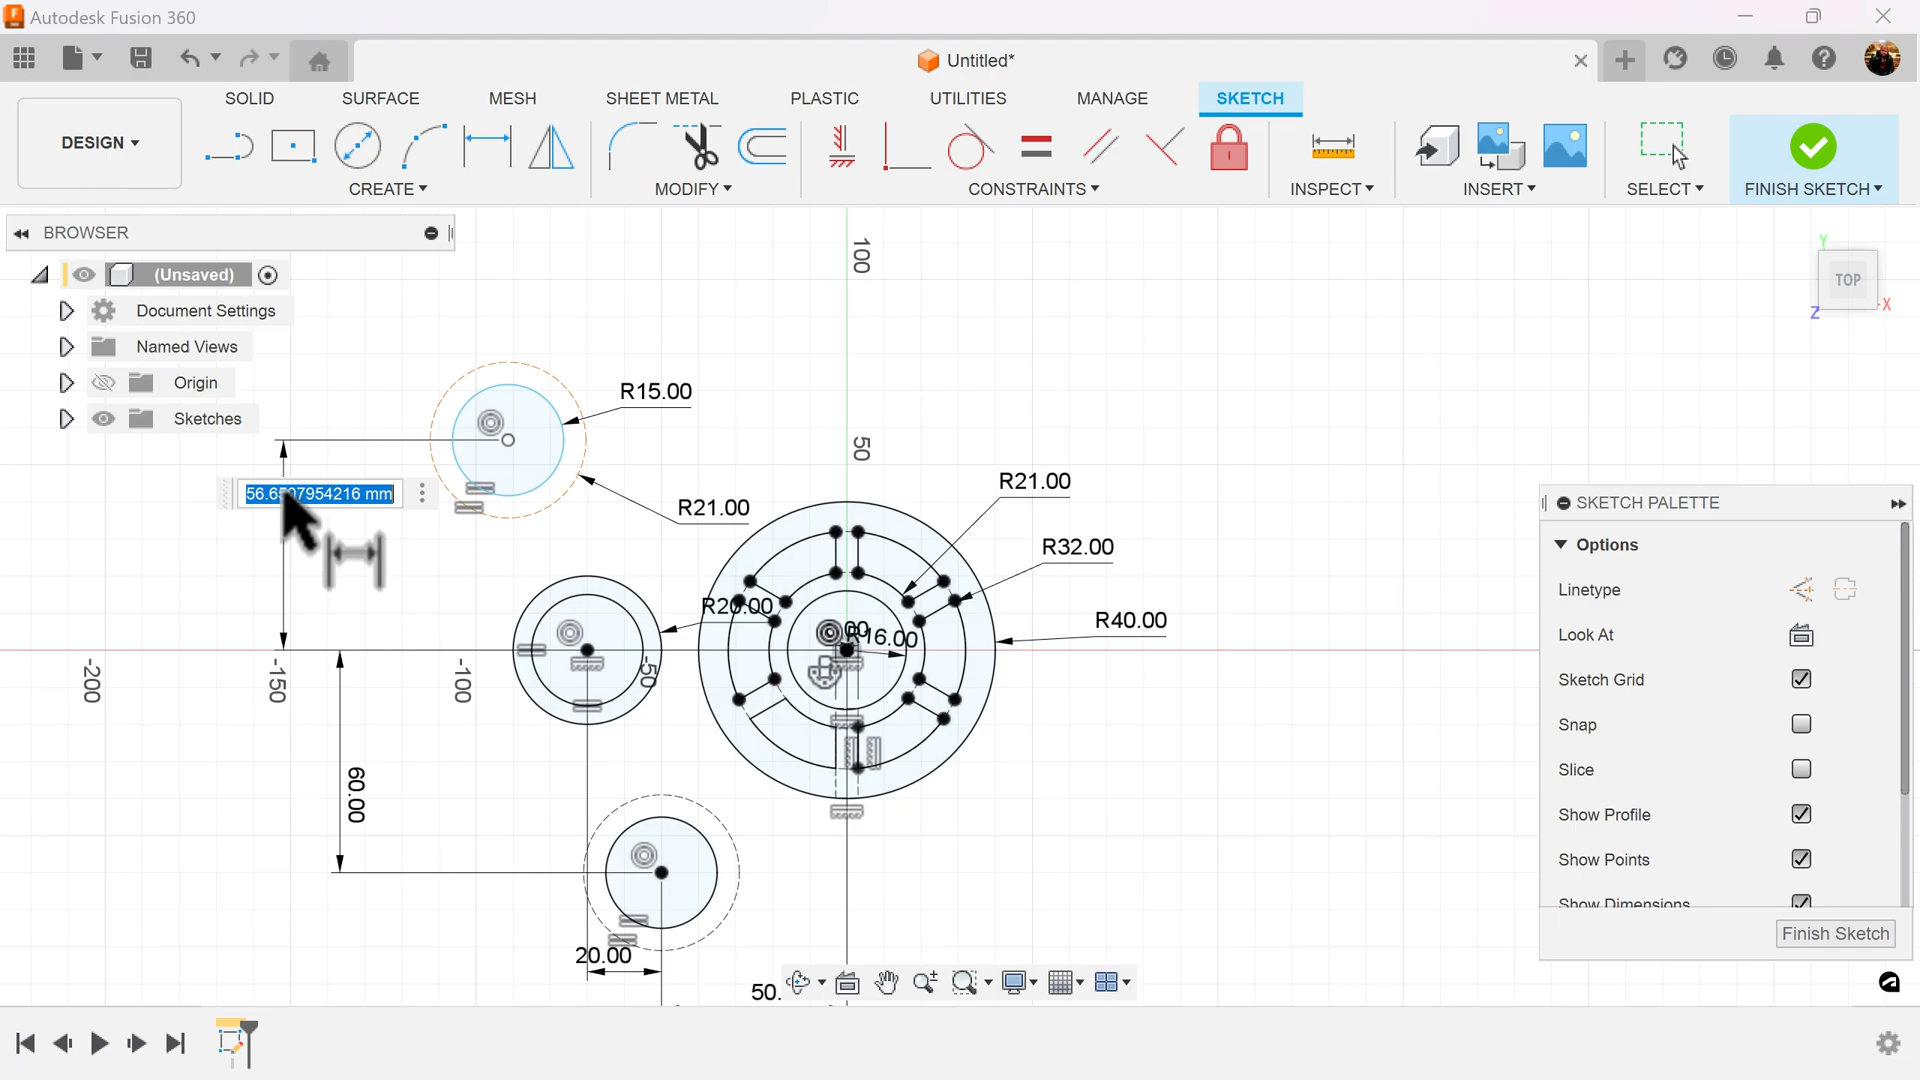 Autodesk Fusion 360
Untitled*
DESIGN
SOLID SURFACE MESH SHEET METAL PLASTIC UTILITIES MANAGE SKETCH
CREATE MODIFY CONSTRAINTS INSPECT INSERT SELECT FINISH SKETCH
BROWSER
(Unsaved)
Document Settings
Named Views
Origin
Sketches
100
50
TOP
Y
X
Z
R15.00
R21.00
R21.00
R32.00
R40.00
R20.00
R16.00
56.6507954216 mm
-200
-150
-100
-50
60.00
20.00
50.
SKETCH PALETTE
Options
Linetype
Look At
Sketch Grid
Snap
Slice
Show Profile
Show Points
Show Dimensions
Finish Sketch